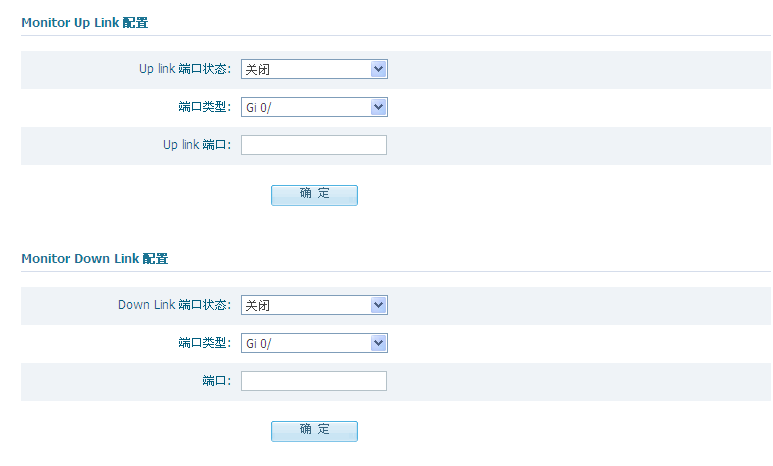 Monitor Up Link 配置
Up link 端口状态: 关闭
端口类型: Gi 0/
Up link 端口:
确 定
Monitor Down Link 配置
Down Link 端口状态: 关闭
端口类型: Gi 0/
端口:
确 定